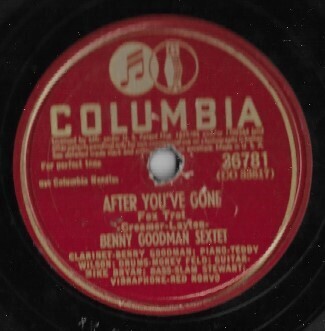 COLUMBIA
For perfect tone
36781
(CO 33517)
use Columbia Needles
AFTER YOU'VE GONE
Fox Trot
-Creamer-Layton-
BENNY GOODMAN SEXTET
CLARINET-BENNY GOODMAN; PIANO-TEDDY
WILSON; DRUMS-MOREY FELD; GUITAR-
MIKE BRYAN; BASS-SLAM STEWART;
VIBRAPHONE-RED NORVO